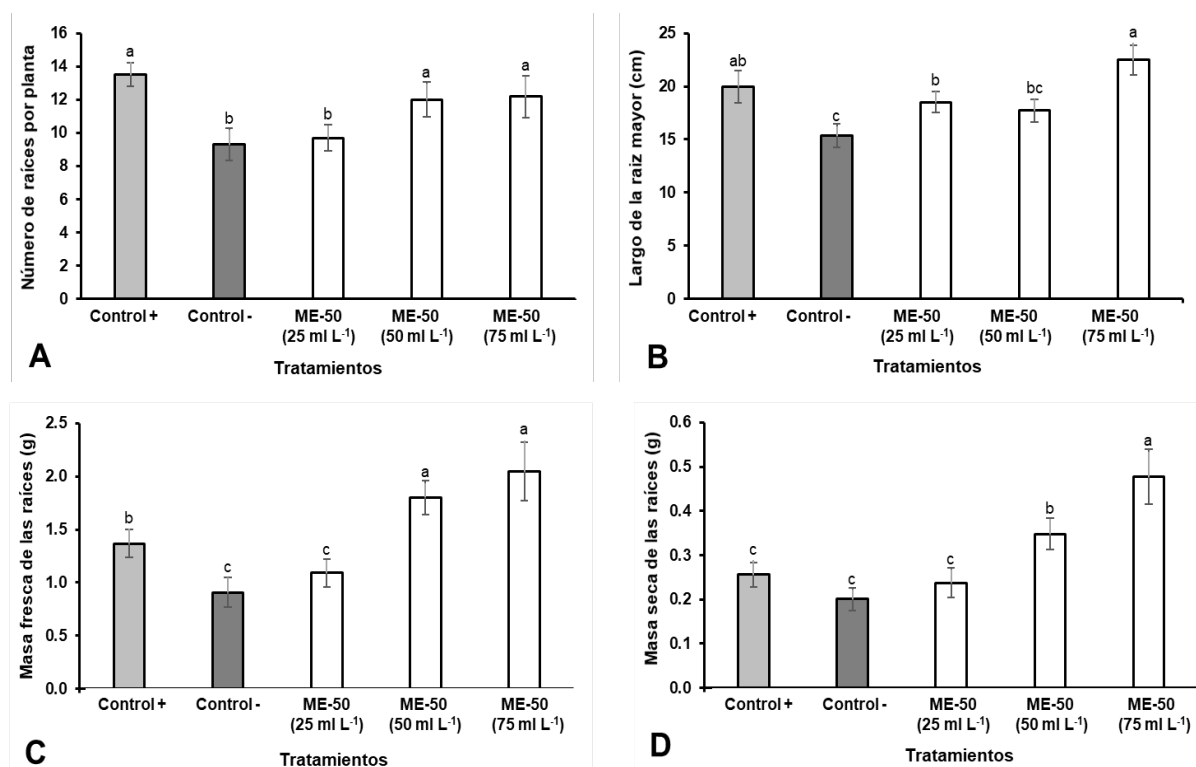 Número de raíces por planta
16
14
12
10
8
6
4
2
0
a
b
b
a
a
Control + Control - ME-50 ME-50 ME-50
(25 ml L⁻¹) (50 ml L⁻¹) (75 ml L⁻¹)
Tratamientos
A
Largo de la raiz mayor (cm)
25
20
15
10
5
0
ab
c
b
bc
a
Control + Control - ME-50 ME-50 ME-50
(25 ml L⁻¹) (50 ml L⁻¹) (75 ml L⁻¹)
Tratamientos
B
Masa fresca de las raíces (g)
2.5
2.0
1.5
1.0
0.5
0.0
b
c
c
a
a
Control + Control - ME-50 ME-50 ME-50
(25 ml L⁻¹) (50 ml L⁻¹) (75 ml L⁻¹)
Tratamientos
C
Masa seca de las raíces (g)
0.6
0.5
0.4
0.3
0.2
0.1
0.0
c
c
c
b
a
Control + Control - ME-50 ME-50 ME-50
(25 ml L⁻¹) (50 ml L⁻¹) (75 ml L⁻¹)
Tratamientos
D